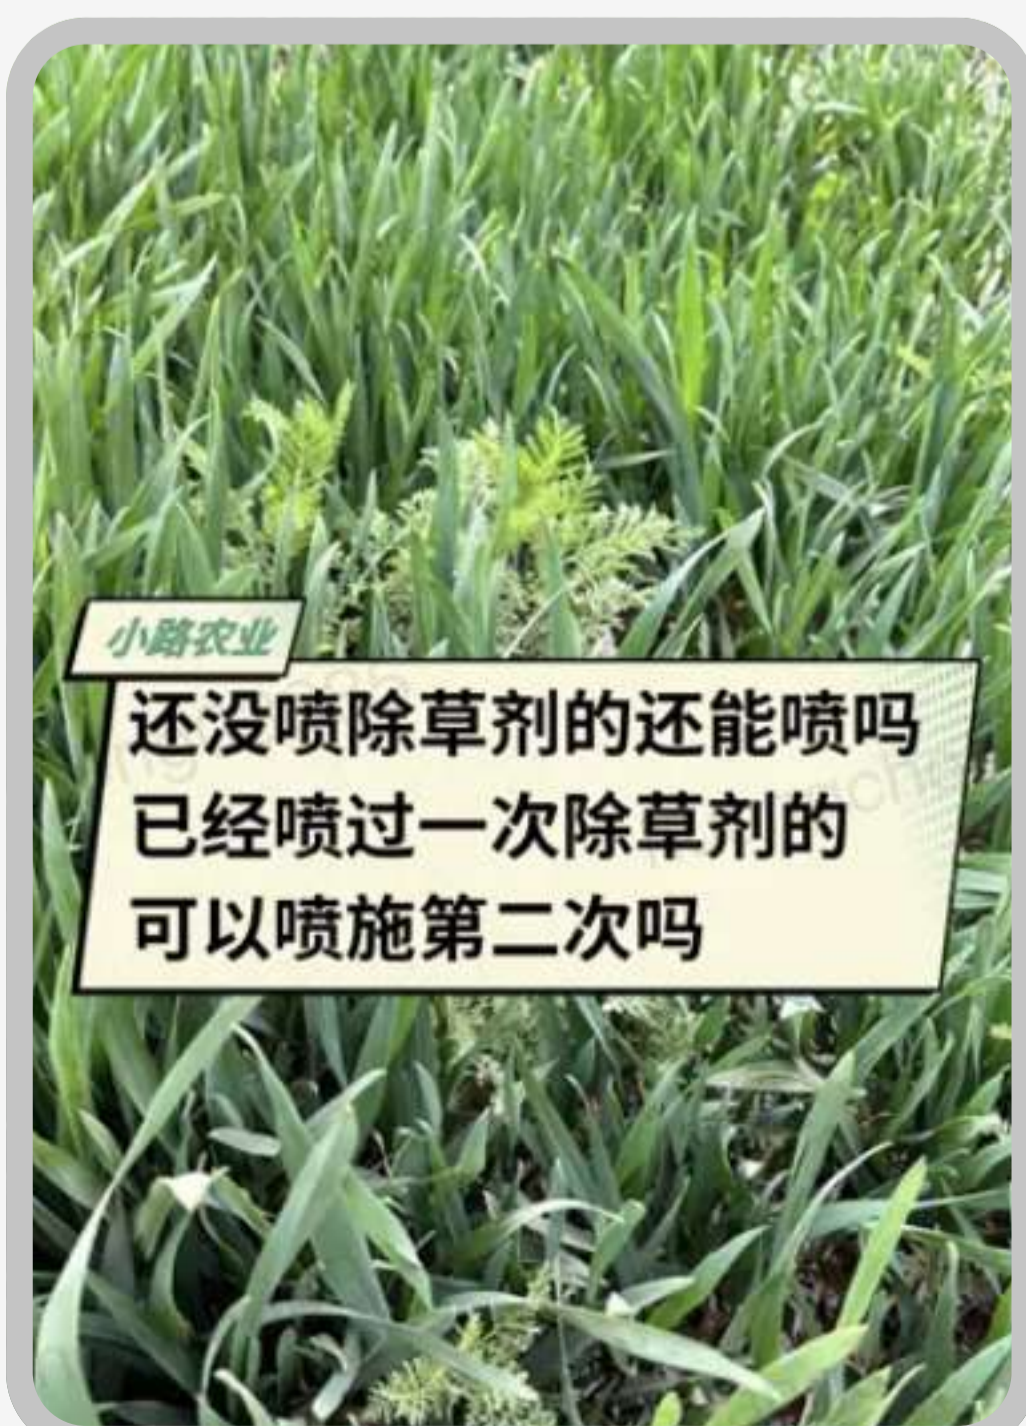 小路农业
还没喷除草剂的还能喷吗
已经喷过一次除草剂的
可以喷施第二次吗